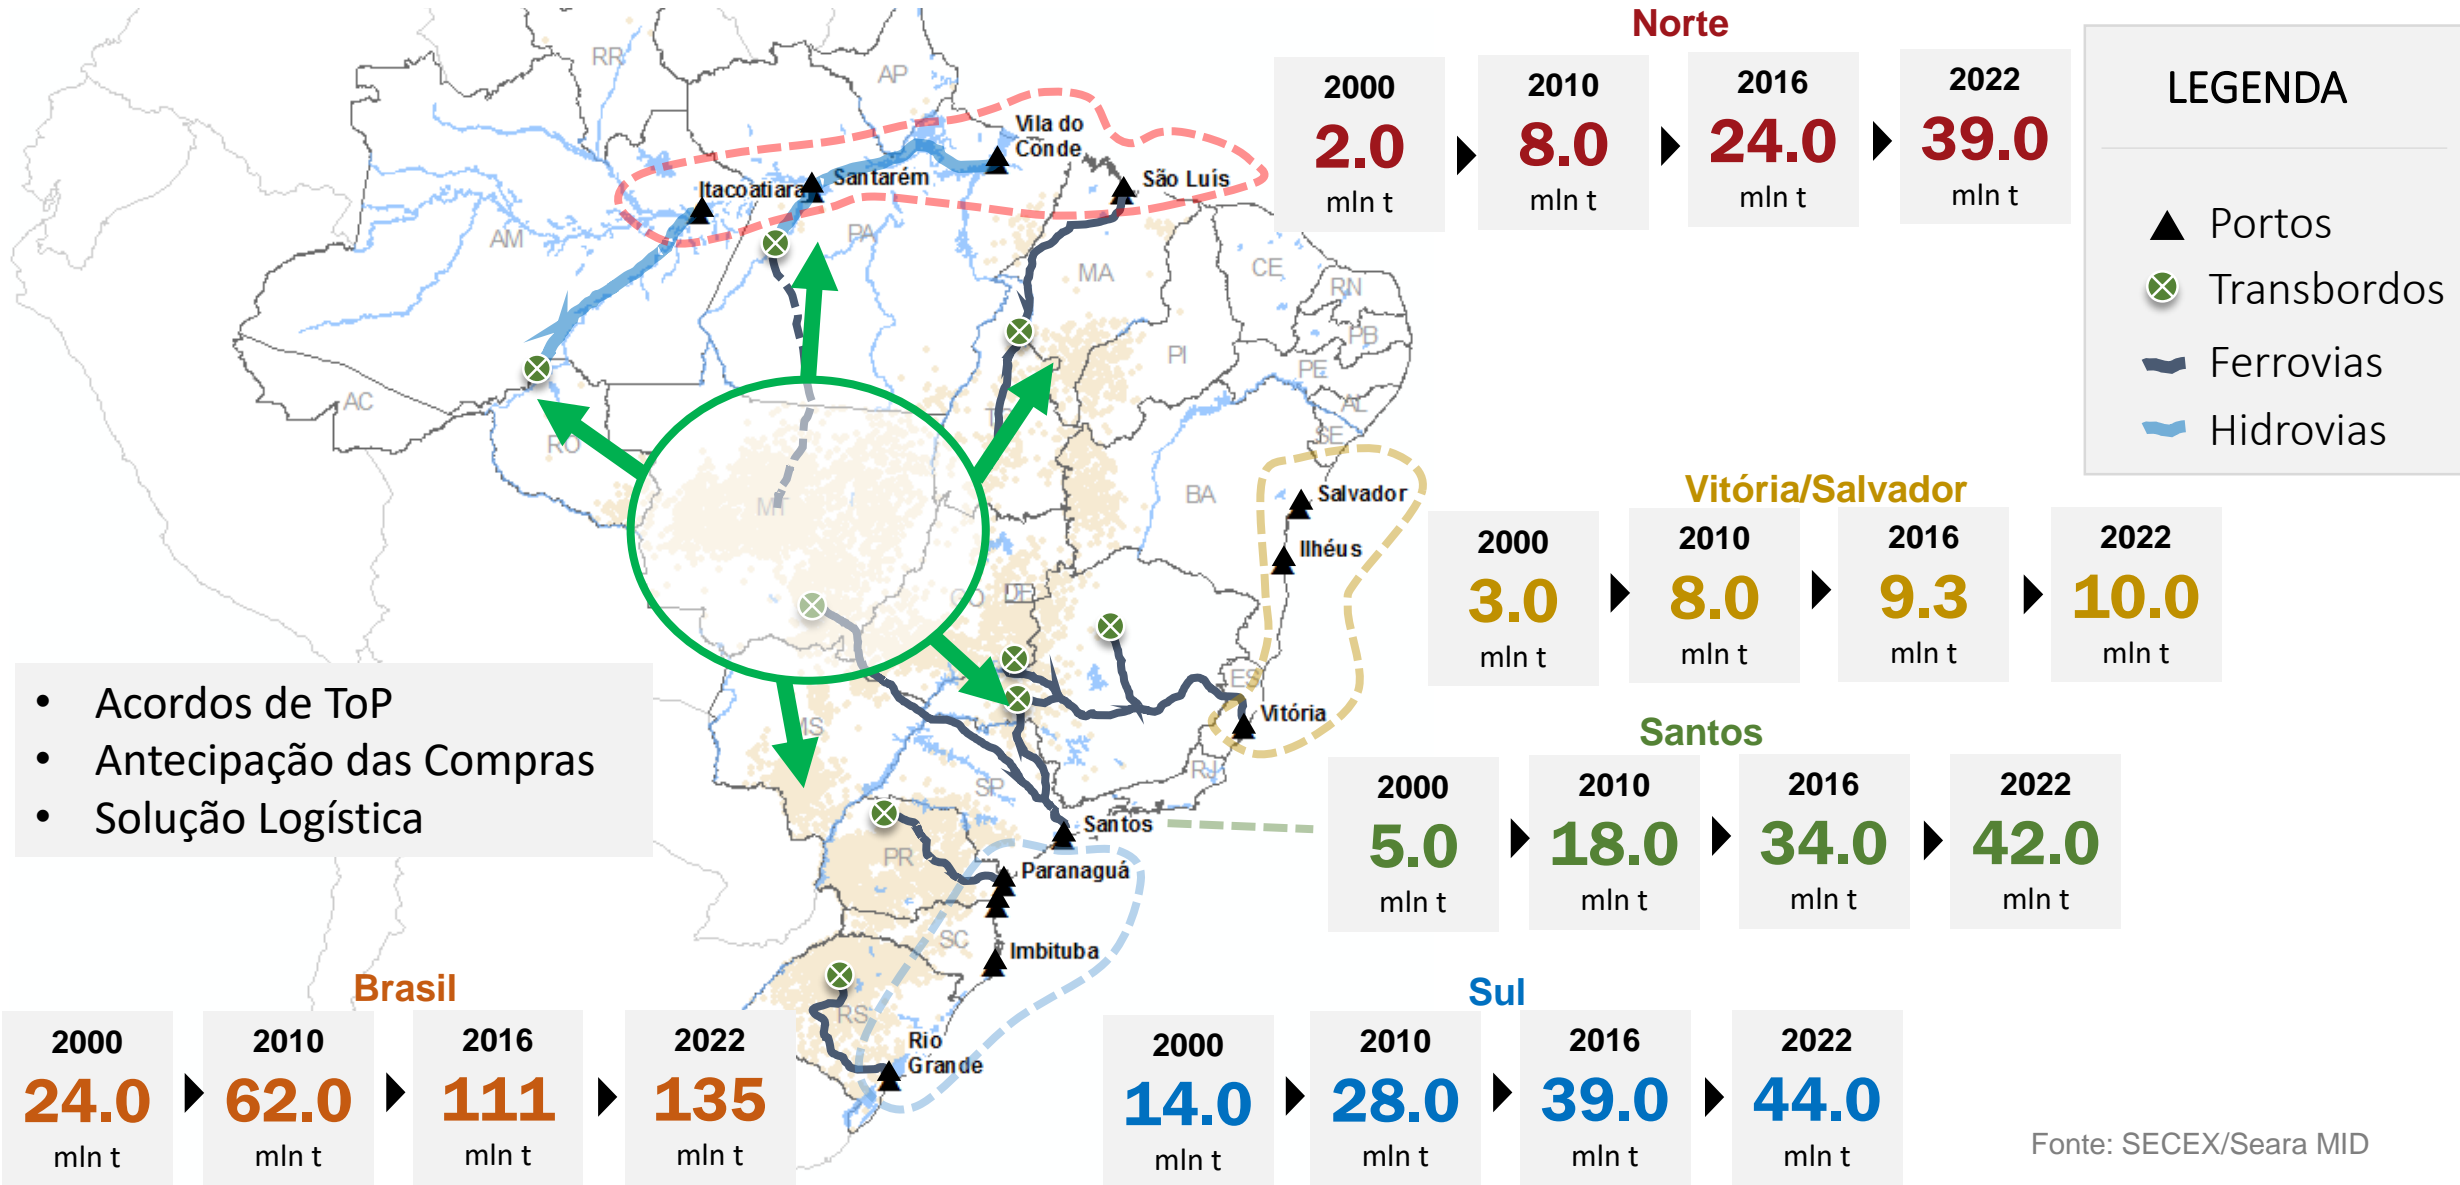 Norte
2000
2.0
mln t
2010
8.0
mln t
2016
24.0
mln t
2022
39.0
mln t
LEGENDA
Portos
Transbordos
Ferrovias
Hidrovias
RR
AP
Vila do
Conde
Santarém
Itacoatiara
São Luís
AM
PA
MA
CE
RN
PB
PI
PE
AL
SE
AC
RO
MT
BA
GO
DF
ES
MS
SP
RJ
PR
SC
RS
Salvador
Ilhéus
Vitória
Santos
Paranaguá
Imbituba
Rio
Grande
Vitória/Salvador
2000
3.0
mln t
2010
8.0
mln t
2016
9.3
mln t
2022
10.0
mln t
• Acordos de ToP
• Antecipação das Compras
• Solução Logística
Santos
2000
5.0
mln t
2010
18.0
mln t
2016
34.0
mln t
2022
42.0
mln t
Brasil
2000
24.0
mln t
2010
62.0
mln t
2016
111
mln t
2022
135
mln t
Sul
2000
14.0
mln t
2010
28.0
mln t
2016
39.0
mln t
2022
44.0
mln t
Fonte: SECEX/Seara MID